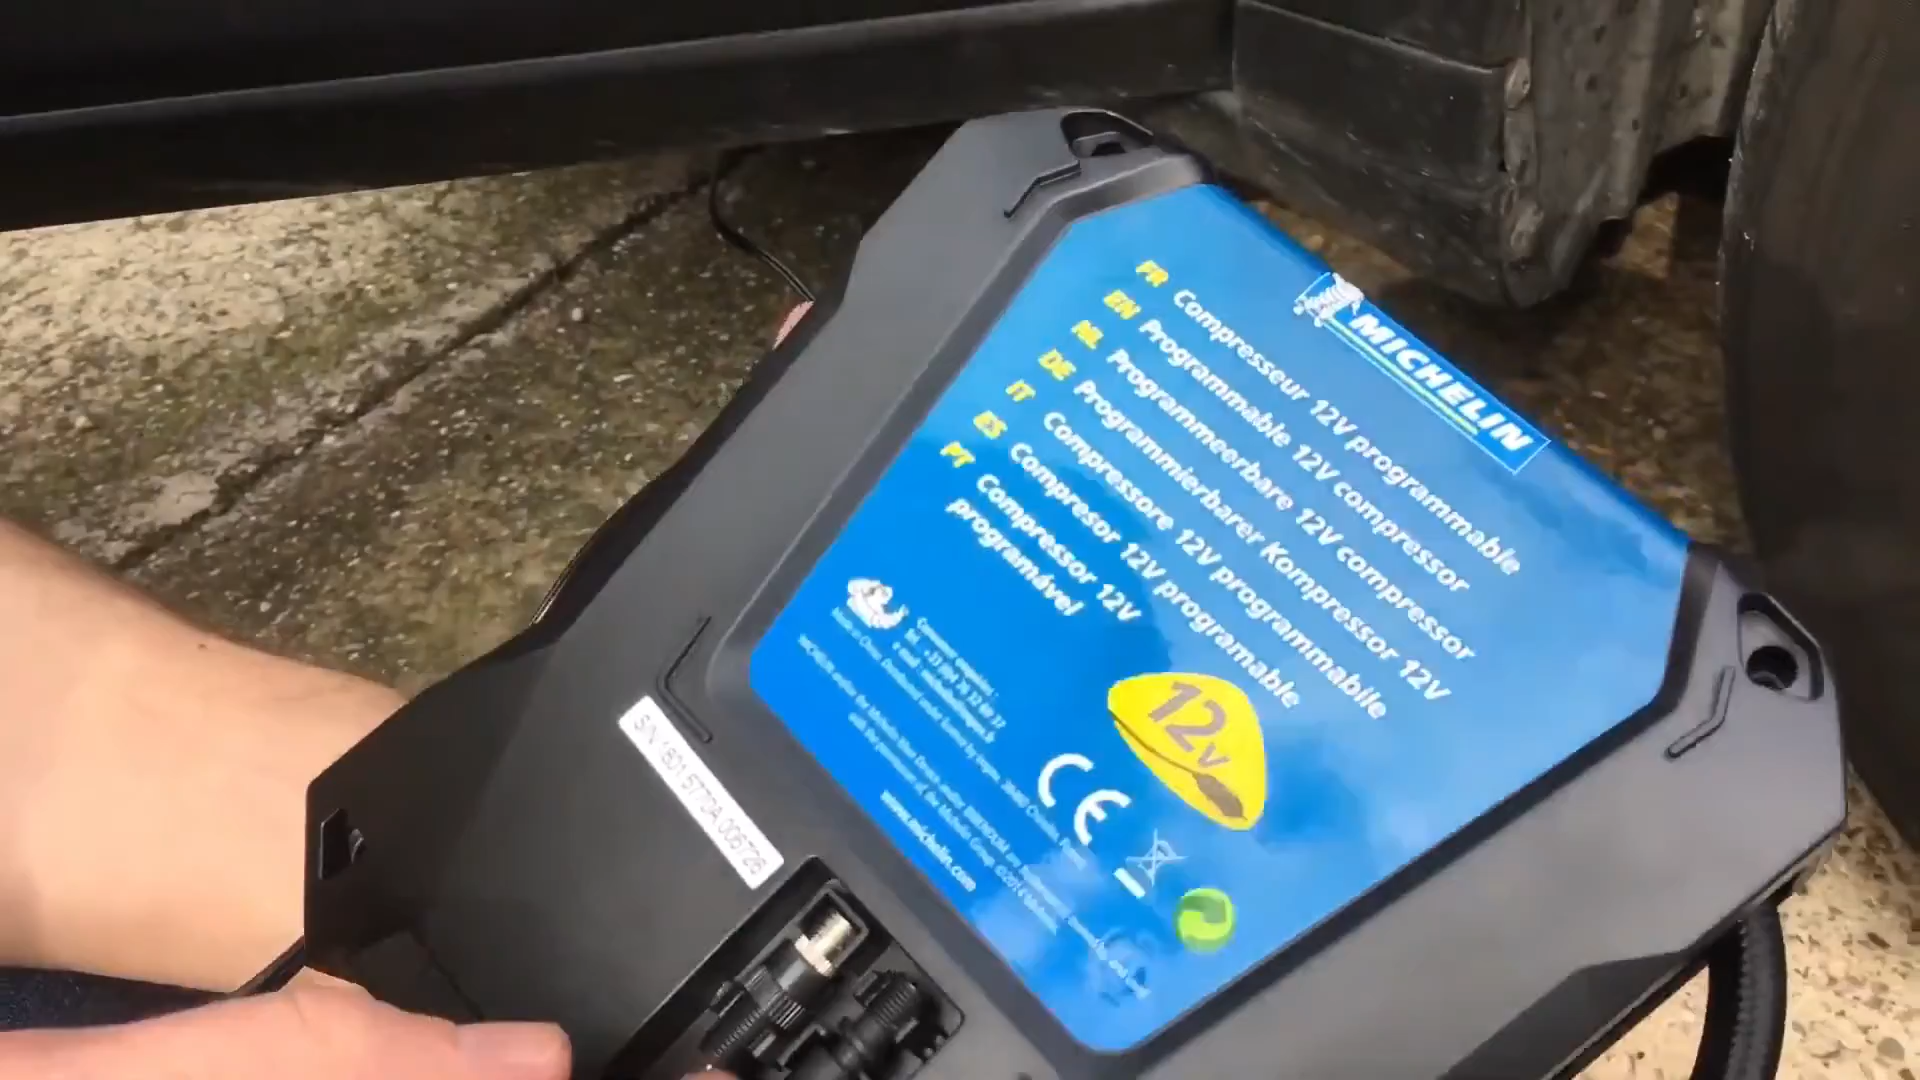 MICHELIN
FR Compresseur 12V programmable
EN Programmable 12V compressor
NL Programmeerbare 12V compressor
DE Programmierbarer Kompressor 12V
IT Compressore 12V programmabile
ES Compresor 12V programable
PT Compressor 12V
programável
12V
CE
www.michelin.com
S/N 1801 5770A 006726